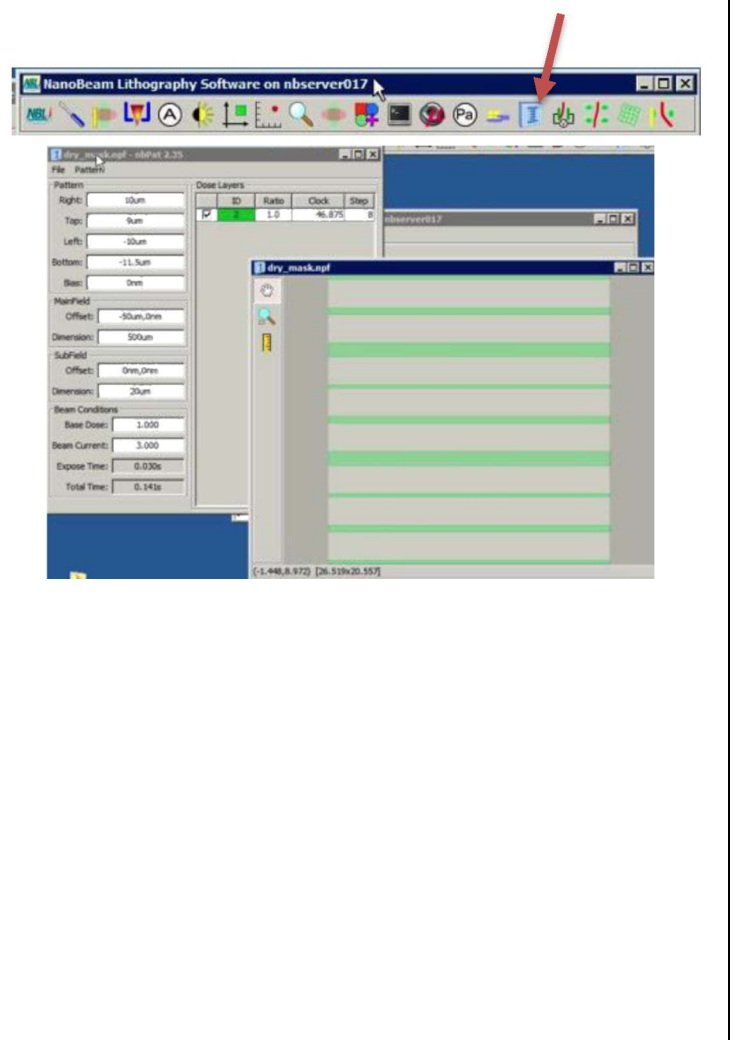 NanoBeam Lithography Software on nbserver017
NBL
A
Pa
dry_mask.npf - nbPat 2.35
File Pattern
Pattern
Right: 10um
Top: 9um
Left: -10um
Bottom: -11.5um
Bias: 0nm
MainField
Offset: -50um,0nm
Dimension: 500um
SubField
Offset: 0nm,0nm
Dimension: 20um
Beam Conditions
Base Dose: 1.000
Beam Current: 3.000
Expose Time: 0.030s
Total Time: 0.141s
Dose Layers
ID Ratio Clock Step
2 1.0 46.875 8
nbserver017
dry_mask.npf
(-1.448,8.972) [26.519x20.557]